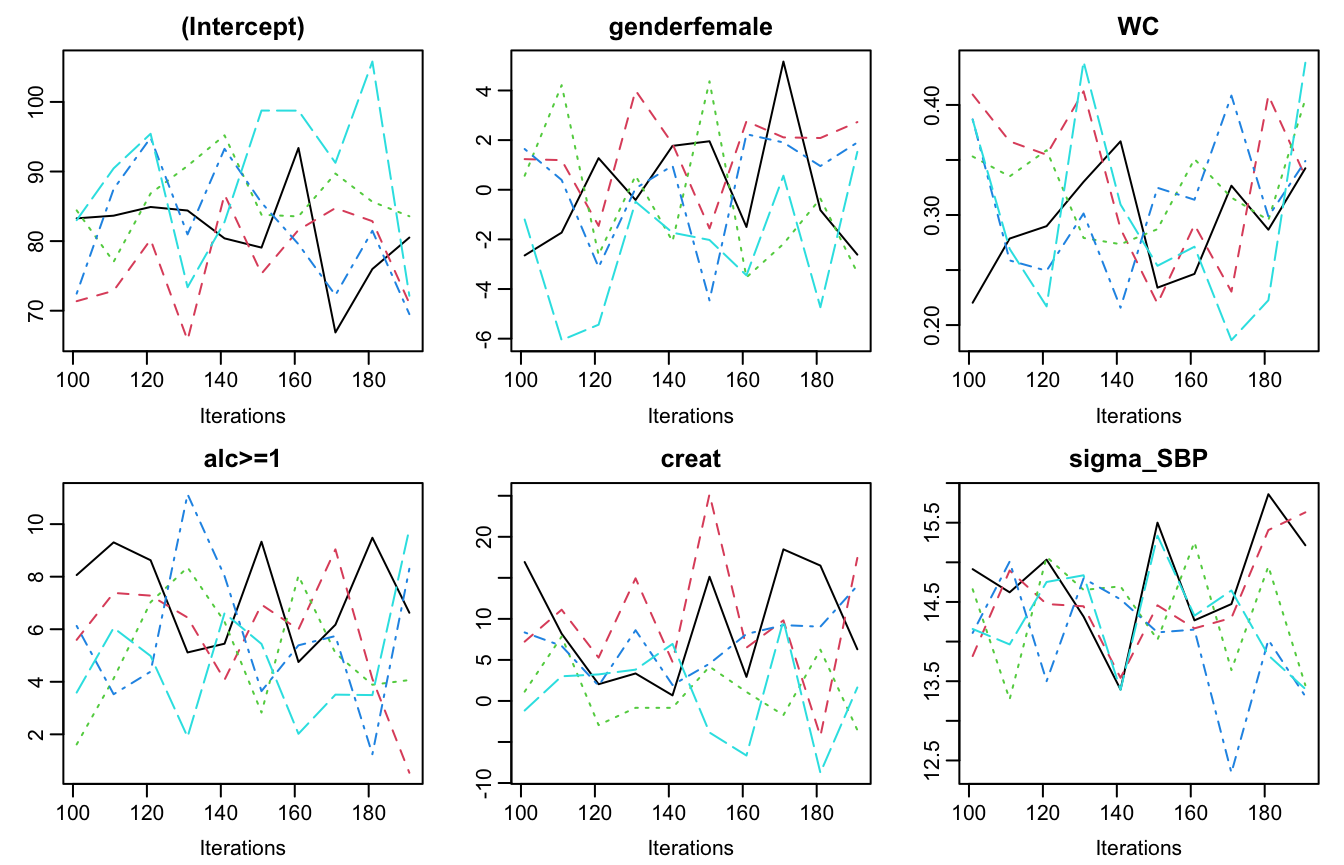 (Intercept) genderfemale WC
100 90 80 70
4 2 0 -2 -4 -6
0.40 0.30 0.20
100 120 140 160 180 100 120 140 160 180 100 120 140 160 180
Iterations Iterations Iterations
alc>=1 creat sigma_SBP
10 8 6 4 2
20 10 5 0 -10
15.5 14.5 13.5 12.5
100 120 140 160 180 100 120 140 160 180 100 120 140 160 180
Iterations Iterations Iterations